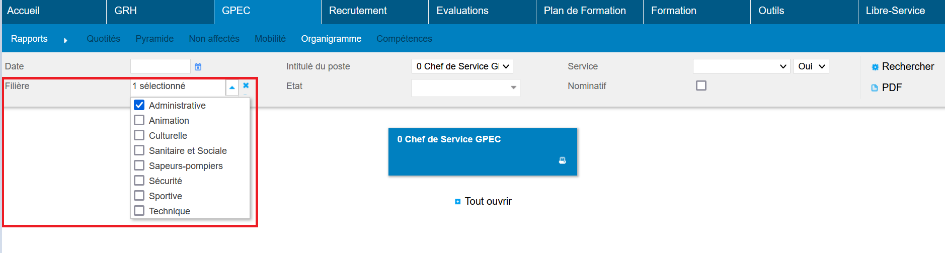 Accueil GRH GPEC Recrutement Evaluations Plan de Formation Formation Outils Libre-Service
Rapports Quotités Pyramide Non affectés Mobilité Organigramme Compétences
Date Intitulé du poste 0 Chef de Service G Service Oui Rechercher
Filière 1 sélectionné Etat Nominatif PDF
Administrative
Animation
Culturelle
Sanitaire et Sociale
Sapeurs-pompiers
Sécurité
Sportive
Technique
0 Chef de Service GPEC
Tout ouvrir